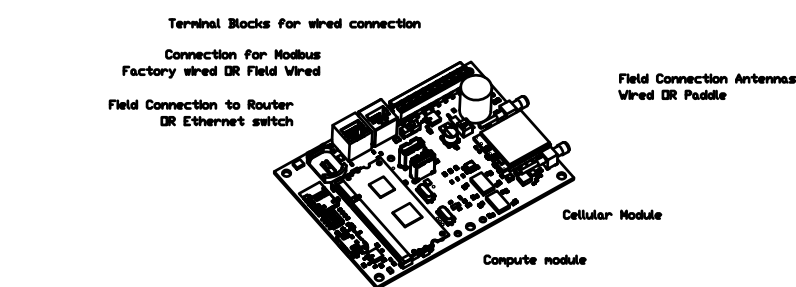 Terminal Blocks for wired connection
Connection for Modbus
Factory wired OR Field Wired
Field Connection to Router
OR Ethernet switch
Field Connection Antennas
Wired OR Paddle
Cellular Module
Compute module